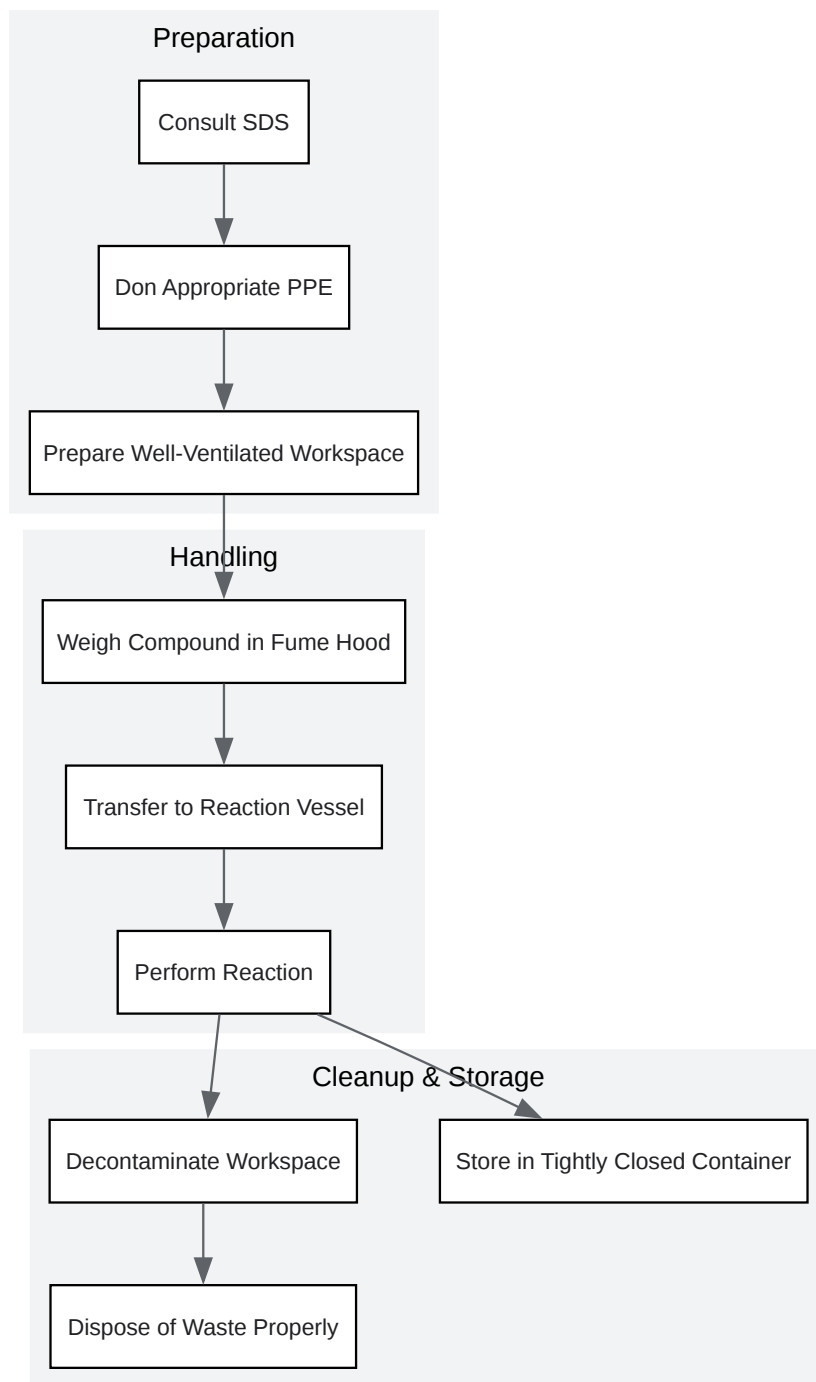 Preparation
Consult SDS
Don Appropriate PPE
Prepare Well-Ventilated Workspace
Handling
Weigh Compound in Fume Hood
Transfer to Reaction Vessel
Perform Reaction
Cleanup & Storage
Decontaminate Workspace
Store in Tightly Closed Container
Dispose of Waste Properly